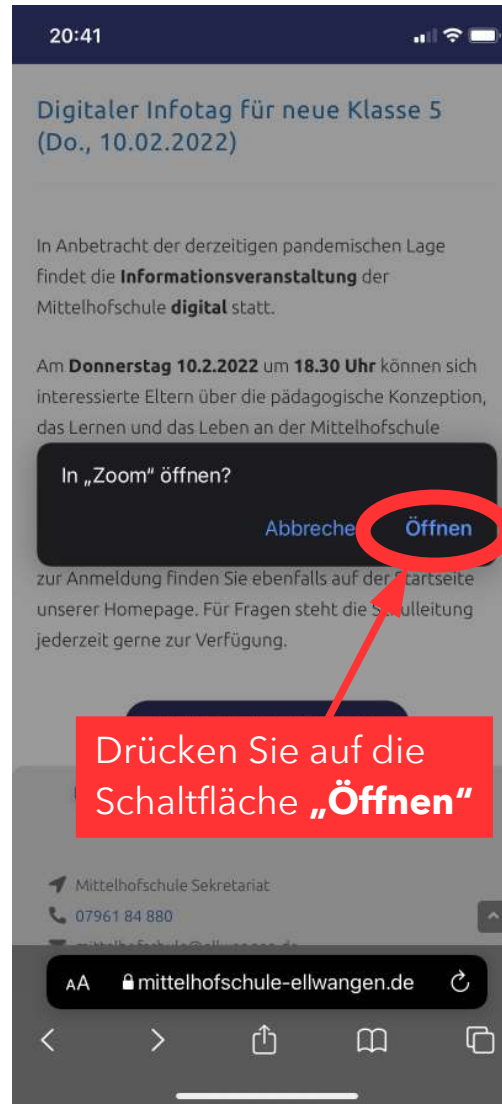 20:41
Digitaler Infotag für neue Klasse 5
(Do., 10.02.2022)
In Anbetracht der derzeitigen pandemischen Lage
findet die Informationsveranstaltung der
Mittelhofschule digital statt.
Am Donnerstag 10.2.2022 um 18.30 Uhr können sich
interessierte Eltern über die pädagogische Konzeption,
das Lernen und das Leben an der Mittelhofschule
In „Zoom“ öffnen?
Abbreche
Öffnen
zur Anmeldung finden Sie ebenfalls auf der Startseite
unserer Homepage. Für Fragen steht die Schulleitung
jederzeit gerne zur Verfügung.
Drücken Sie auf die
Schaltfläche „Öffnen“
Mittelhofschule Sekretariat
07961 84 880
AA mittelhofschule-ellwangen.de